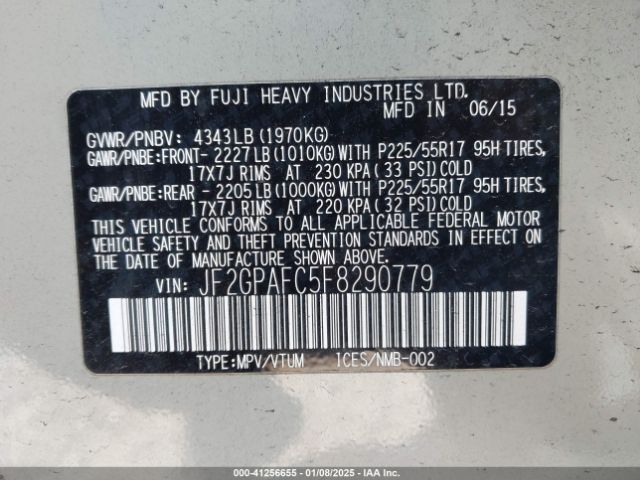 MFD BY FUJI HEAVY INDUSTRIES LTD.
MFD IN 06/15
GVWR/PNBV: 4343LB (1970KG)
GAWR/PNBE:FRONT- 2227LB (1010KG) WITH P225/55R17 95H TIRES,
17X7J RIMS AT 230 KPA (33 PSI) COLD
GAWR/PNBE:REAR - 2205LB (1000KG) WITH P225/55R17 95H TIRES,
17X7J RIMS AT 220 KPA (32 PSI) COLD
THIS VEHICLE CONFORMS TO ALL APPLICABLE FEDERAL MOTOR
VEHICLE SAFETY AND THEFT PREVENTION STANDARDS IN EFFECT ON THE
DATE OF MANUFACTURE SHOWN ABOVE.
VIN: JF2GPAFC5F8290779
TYPE:MPV/VTUM ICES/NMB-002
000-41256655 - 01/08/2025 - IAAI.COM